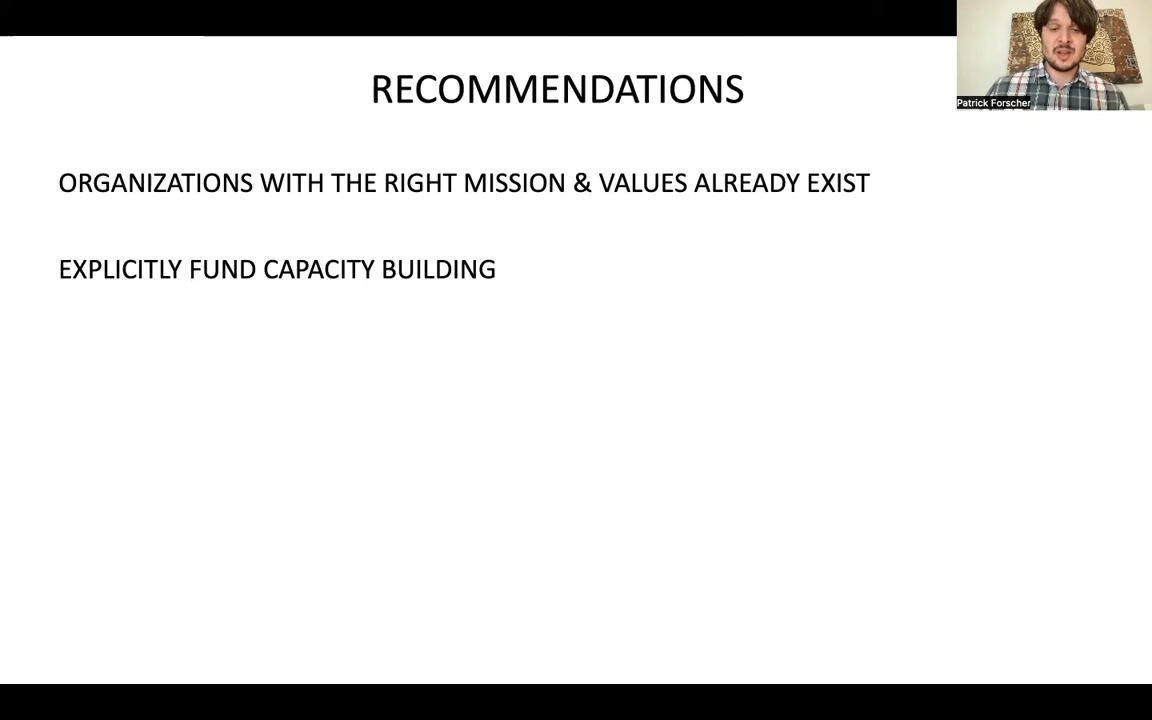 RECOMMENDATIONS
Patrick Forscher
ORGANIZATIONS WITH THE RIGHT MISSION & VALUES ALREADY EXIST
EXPLICITLY FUND CAPACITY BUILDING